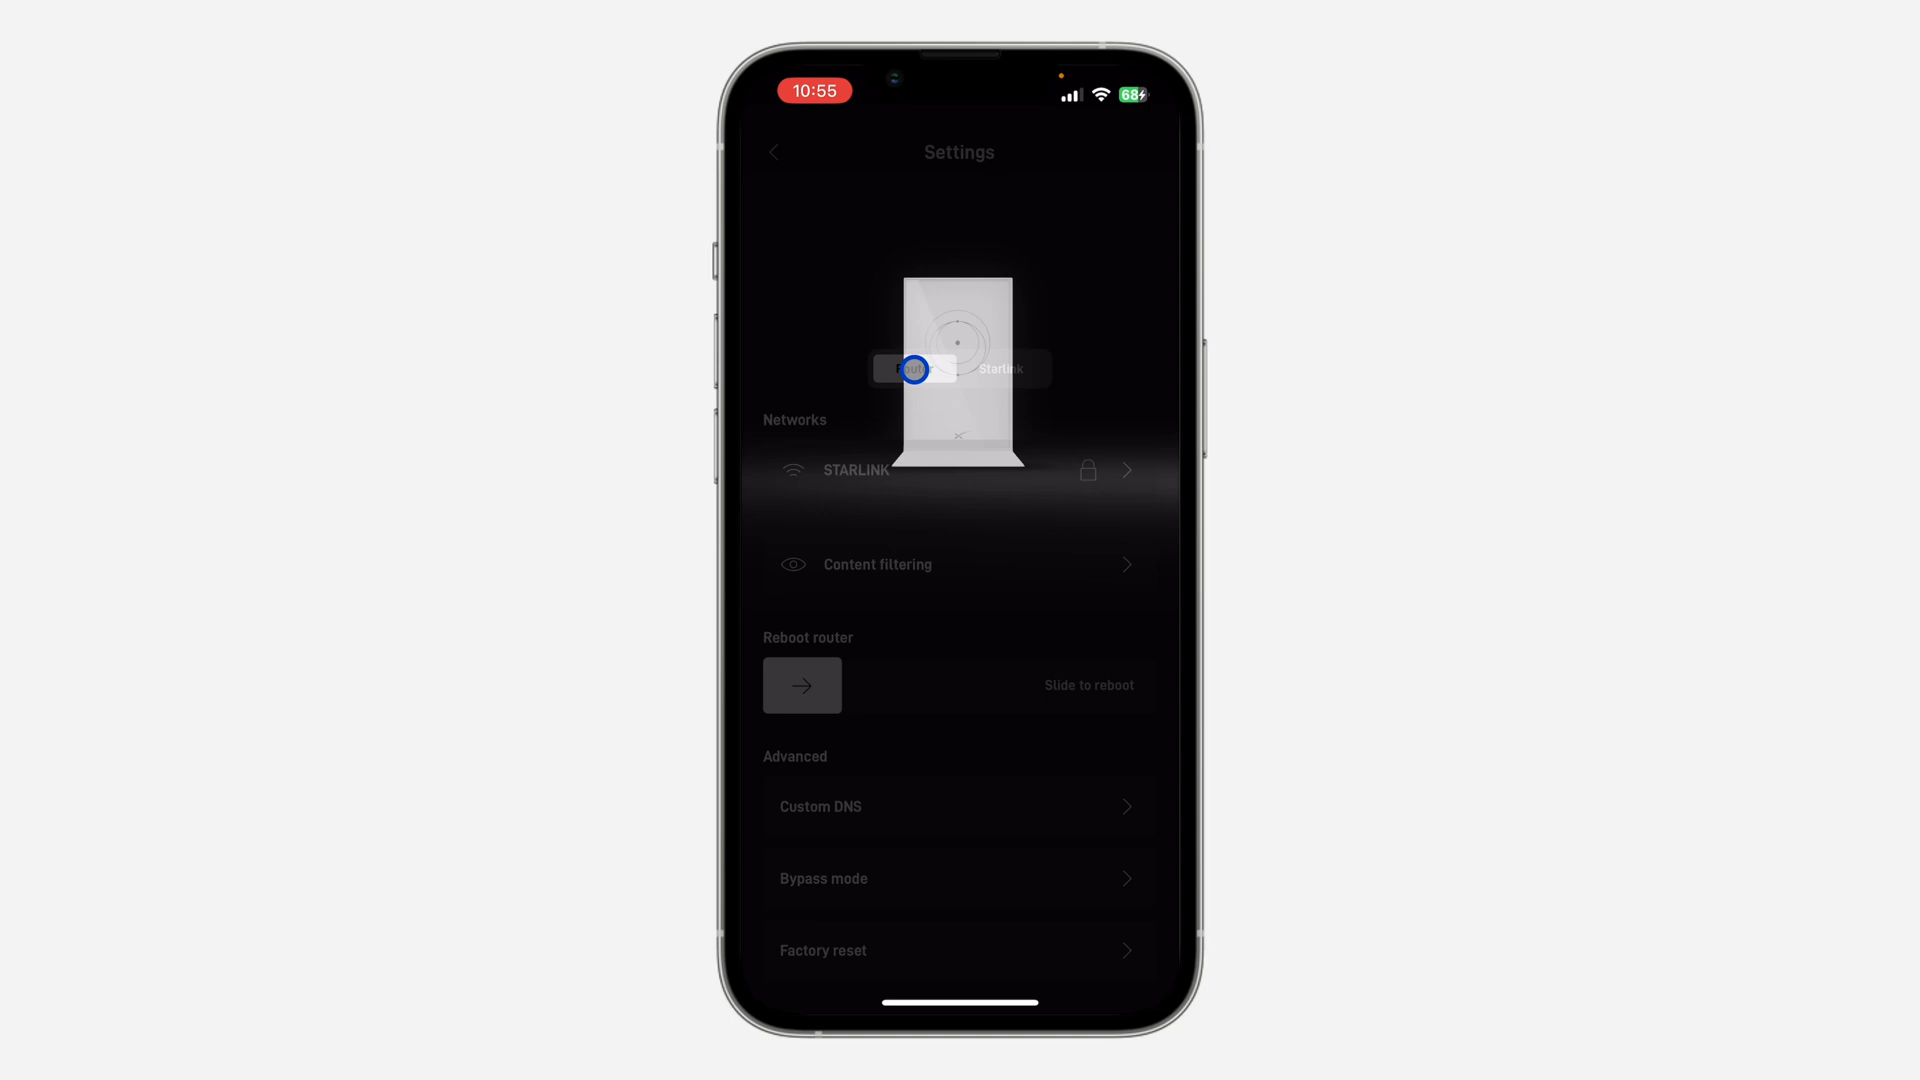 10:55
68
Settings
Router
Starlink
Networks
STARLINK
Content filtering
Reboot router
Slide to reboot
Advanced
Custom DNS
Bypass mode
Factory reset